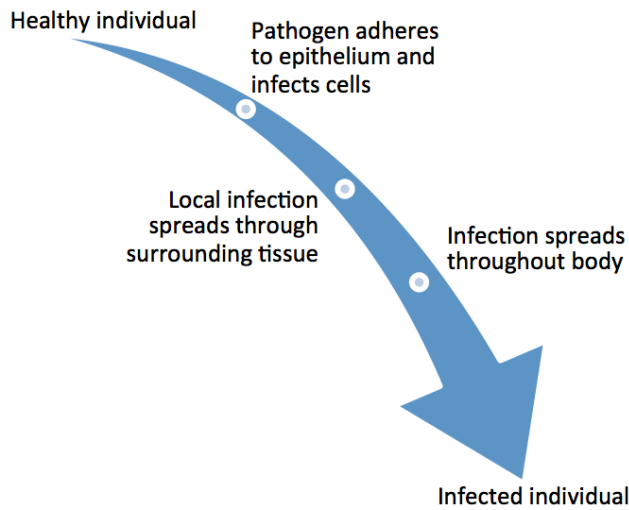 Healthy individual
Pathogen adheres
to epithelium and
infects cells
Local infection
spreads through
surrounding tissue
Infection spreads
throughout body
Infected individual